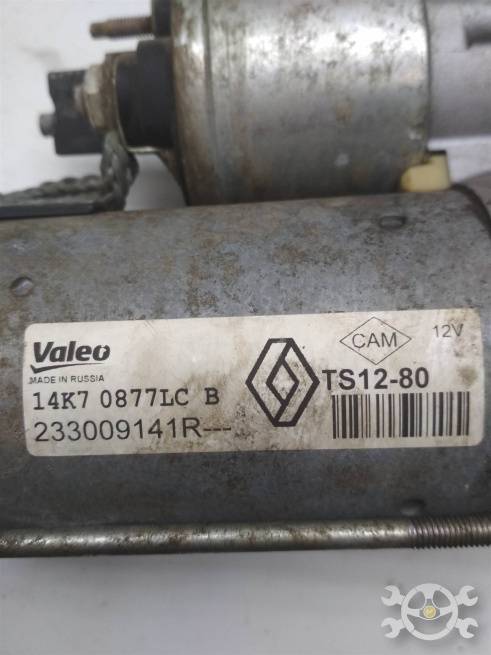 Valeo
MADE IN RUSSIA
14K7 0877LC B
233009141R---
CAM
12V
TS12-80